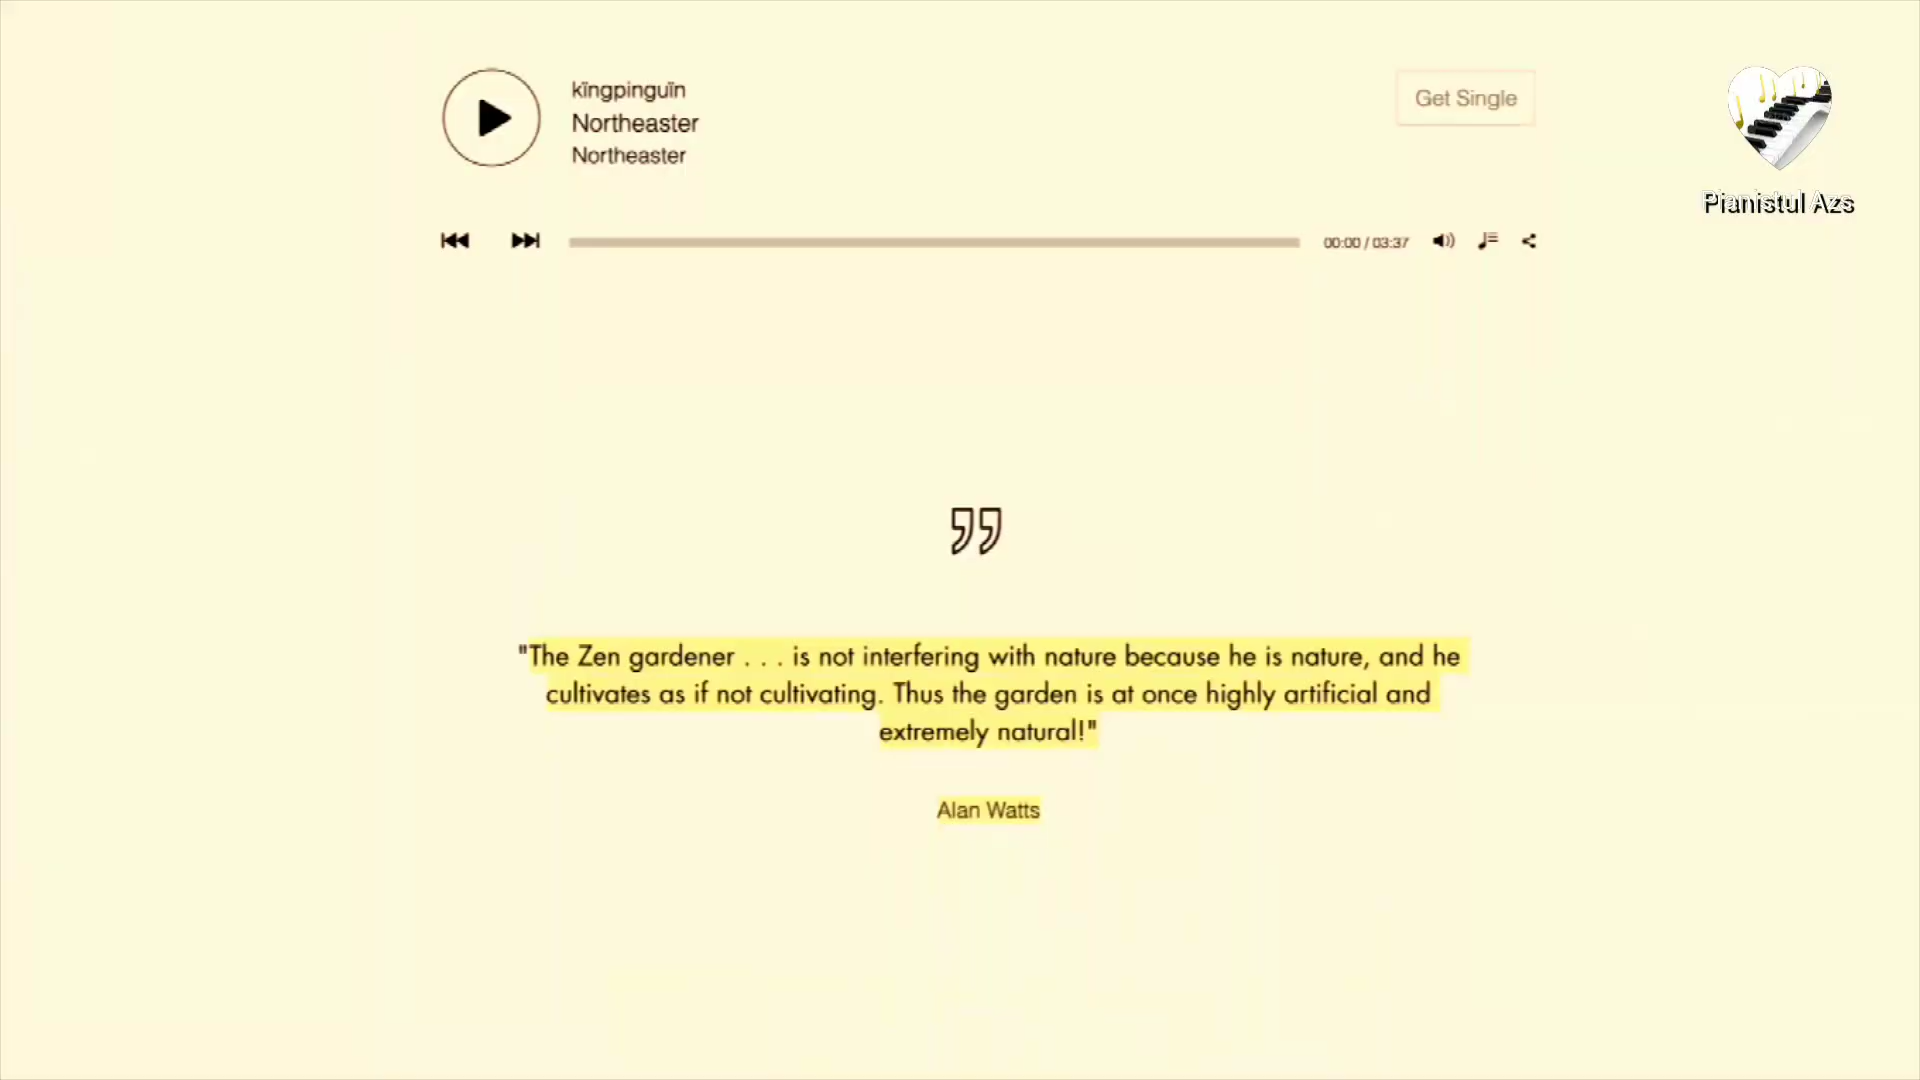 kïngpinguïn
Northeaster
Northeaster
Get Single
Pianistul Azs
00:00 / 03:37
"The Zen gardener . . . is not interfering with nature because he is nature, and he
cultivates as if not cultivating. Thus the garden is at once highly artificial and
extremely natural!"
Alan Watts